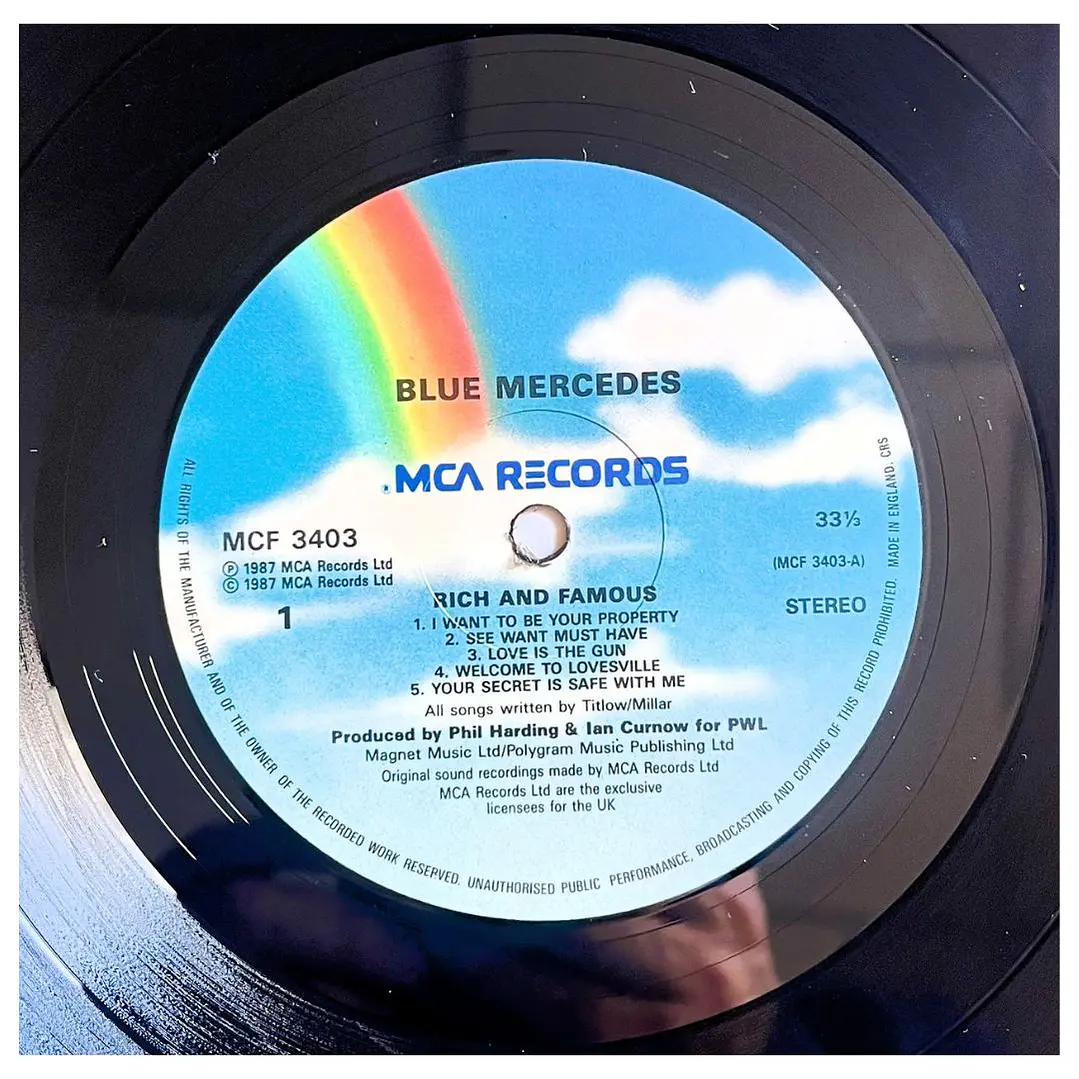 BLUE MERCEDES
MCA RECORDS
MCF 3403
Ⓟ 1987 MCA Records Ltd
© 1987 MCA Records Ltd
1
33⅓
(MCF 3403-A)
STEREO
RICH AND FAMOUS
1. I WANT TO BE YOUR PROPERTY
2. SEE WANT MUST HAVE
3. LOVE IS THE GUN
4. WELCOME TO LOVESVILLE
5. YOUR SECRET IS SAFE WITH ME
All songs written by Titlow/Millar
Produced by Phil Harding & Ian Curnow for PWL
Magnet Music Ltd/Polygram Music Publishing Ltd
Original sound recordings made by MCA Records Ltd
MCA Records Ltd are the exclusive
licensees for the UK
ALL RIGHTS OF THE MANUFACTURER AND OF THE OWNER OF THE RECORDED WORK RESERVED. UNAUTHORISED PUBLIC PERFORMANCE, BROADCASTING AND COPYING OF THIS RECORD PROHIBITED. MADE IN ENGLAND. CRS